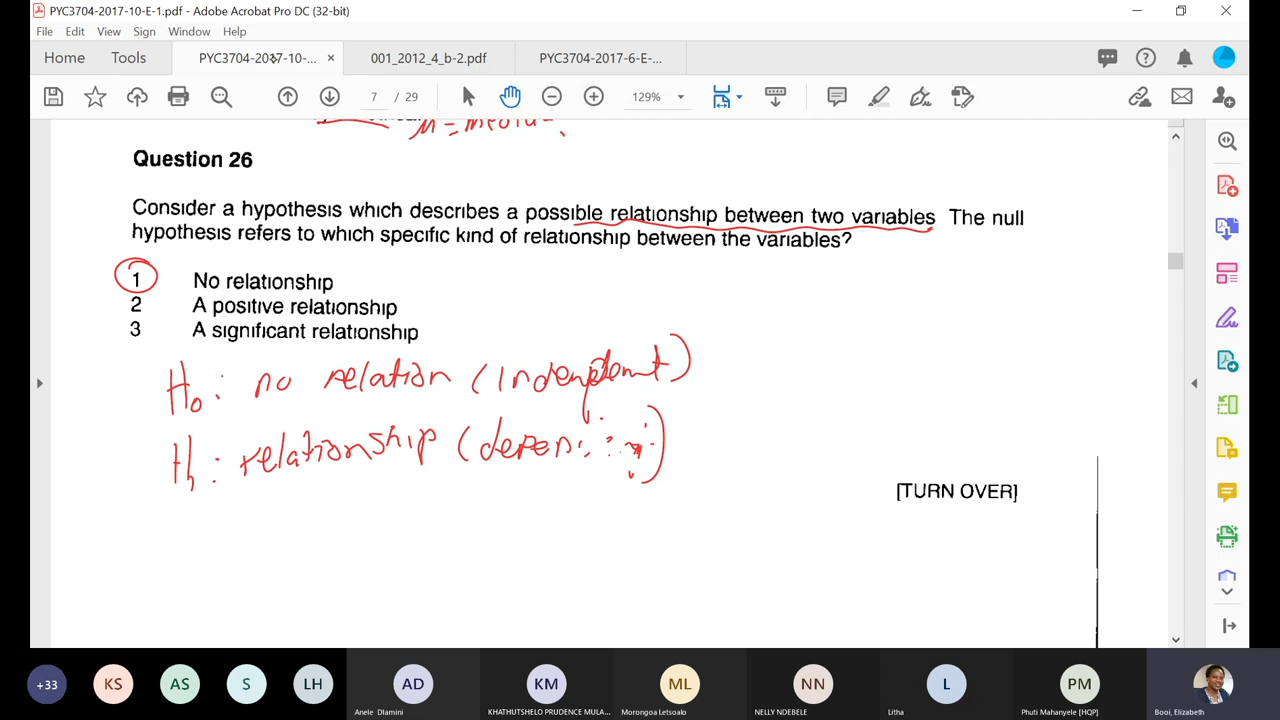 PYC3704-2017-10-E-1.pdf - Adobe Acrobat Pro DC (32-bit)
File Edit View Sign Window Help
Home Tools PYC3704-2017-10-... × 001_2012_4_b-2.pdf PYC3704-2017-6-E-...
7 / 29 129%
Question 26
Consider a hypothesis which describes a possible relationship between two variables The null
hypothesis refers to which specific kind of relationship between the variables?
1 No relationship
2 A positive relationship
3 A significant relationship
H0: no relation (
H1: relationship (
[TURN OVER]
+33 KS AS S LH AD KM ML NN L PM
Anele Dlamini KHATHUTSHELO PRUDENCE MULA... Morongoa Letsoalo NELLY NDEBELE Litha Phuti Mahanyele [HQP] Booi, Elizabeth